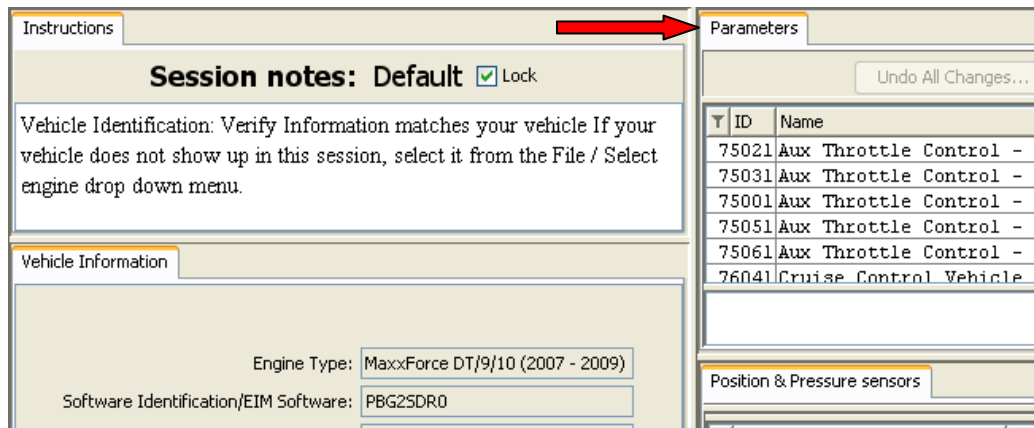 Instructions
Session notes: Default Lock
Vehicle Identification: Verify Information matches your vehicle If your
vehicle does not show up in this session, select it from the File / Select
engine drop down menu.
Vehicle Information
Engine Type: MaxxForce DT/9/10 (2007 - 2009)
Software Identification/EIM Software: PBG2SDR0
Parameters
Undo All Changes...
ID Name
75021 Aux Throttle Control -
75031 Aux Throttle Control -
75001 Aux Throttle Control -
75051 Aux Throttle Control -
75061 Aux Throttle Control -
76041 Cruise Control Vehicle
Position & Pressure sensors